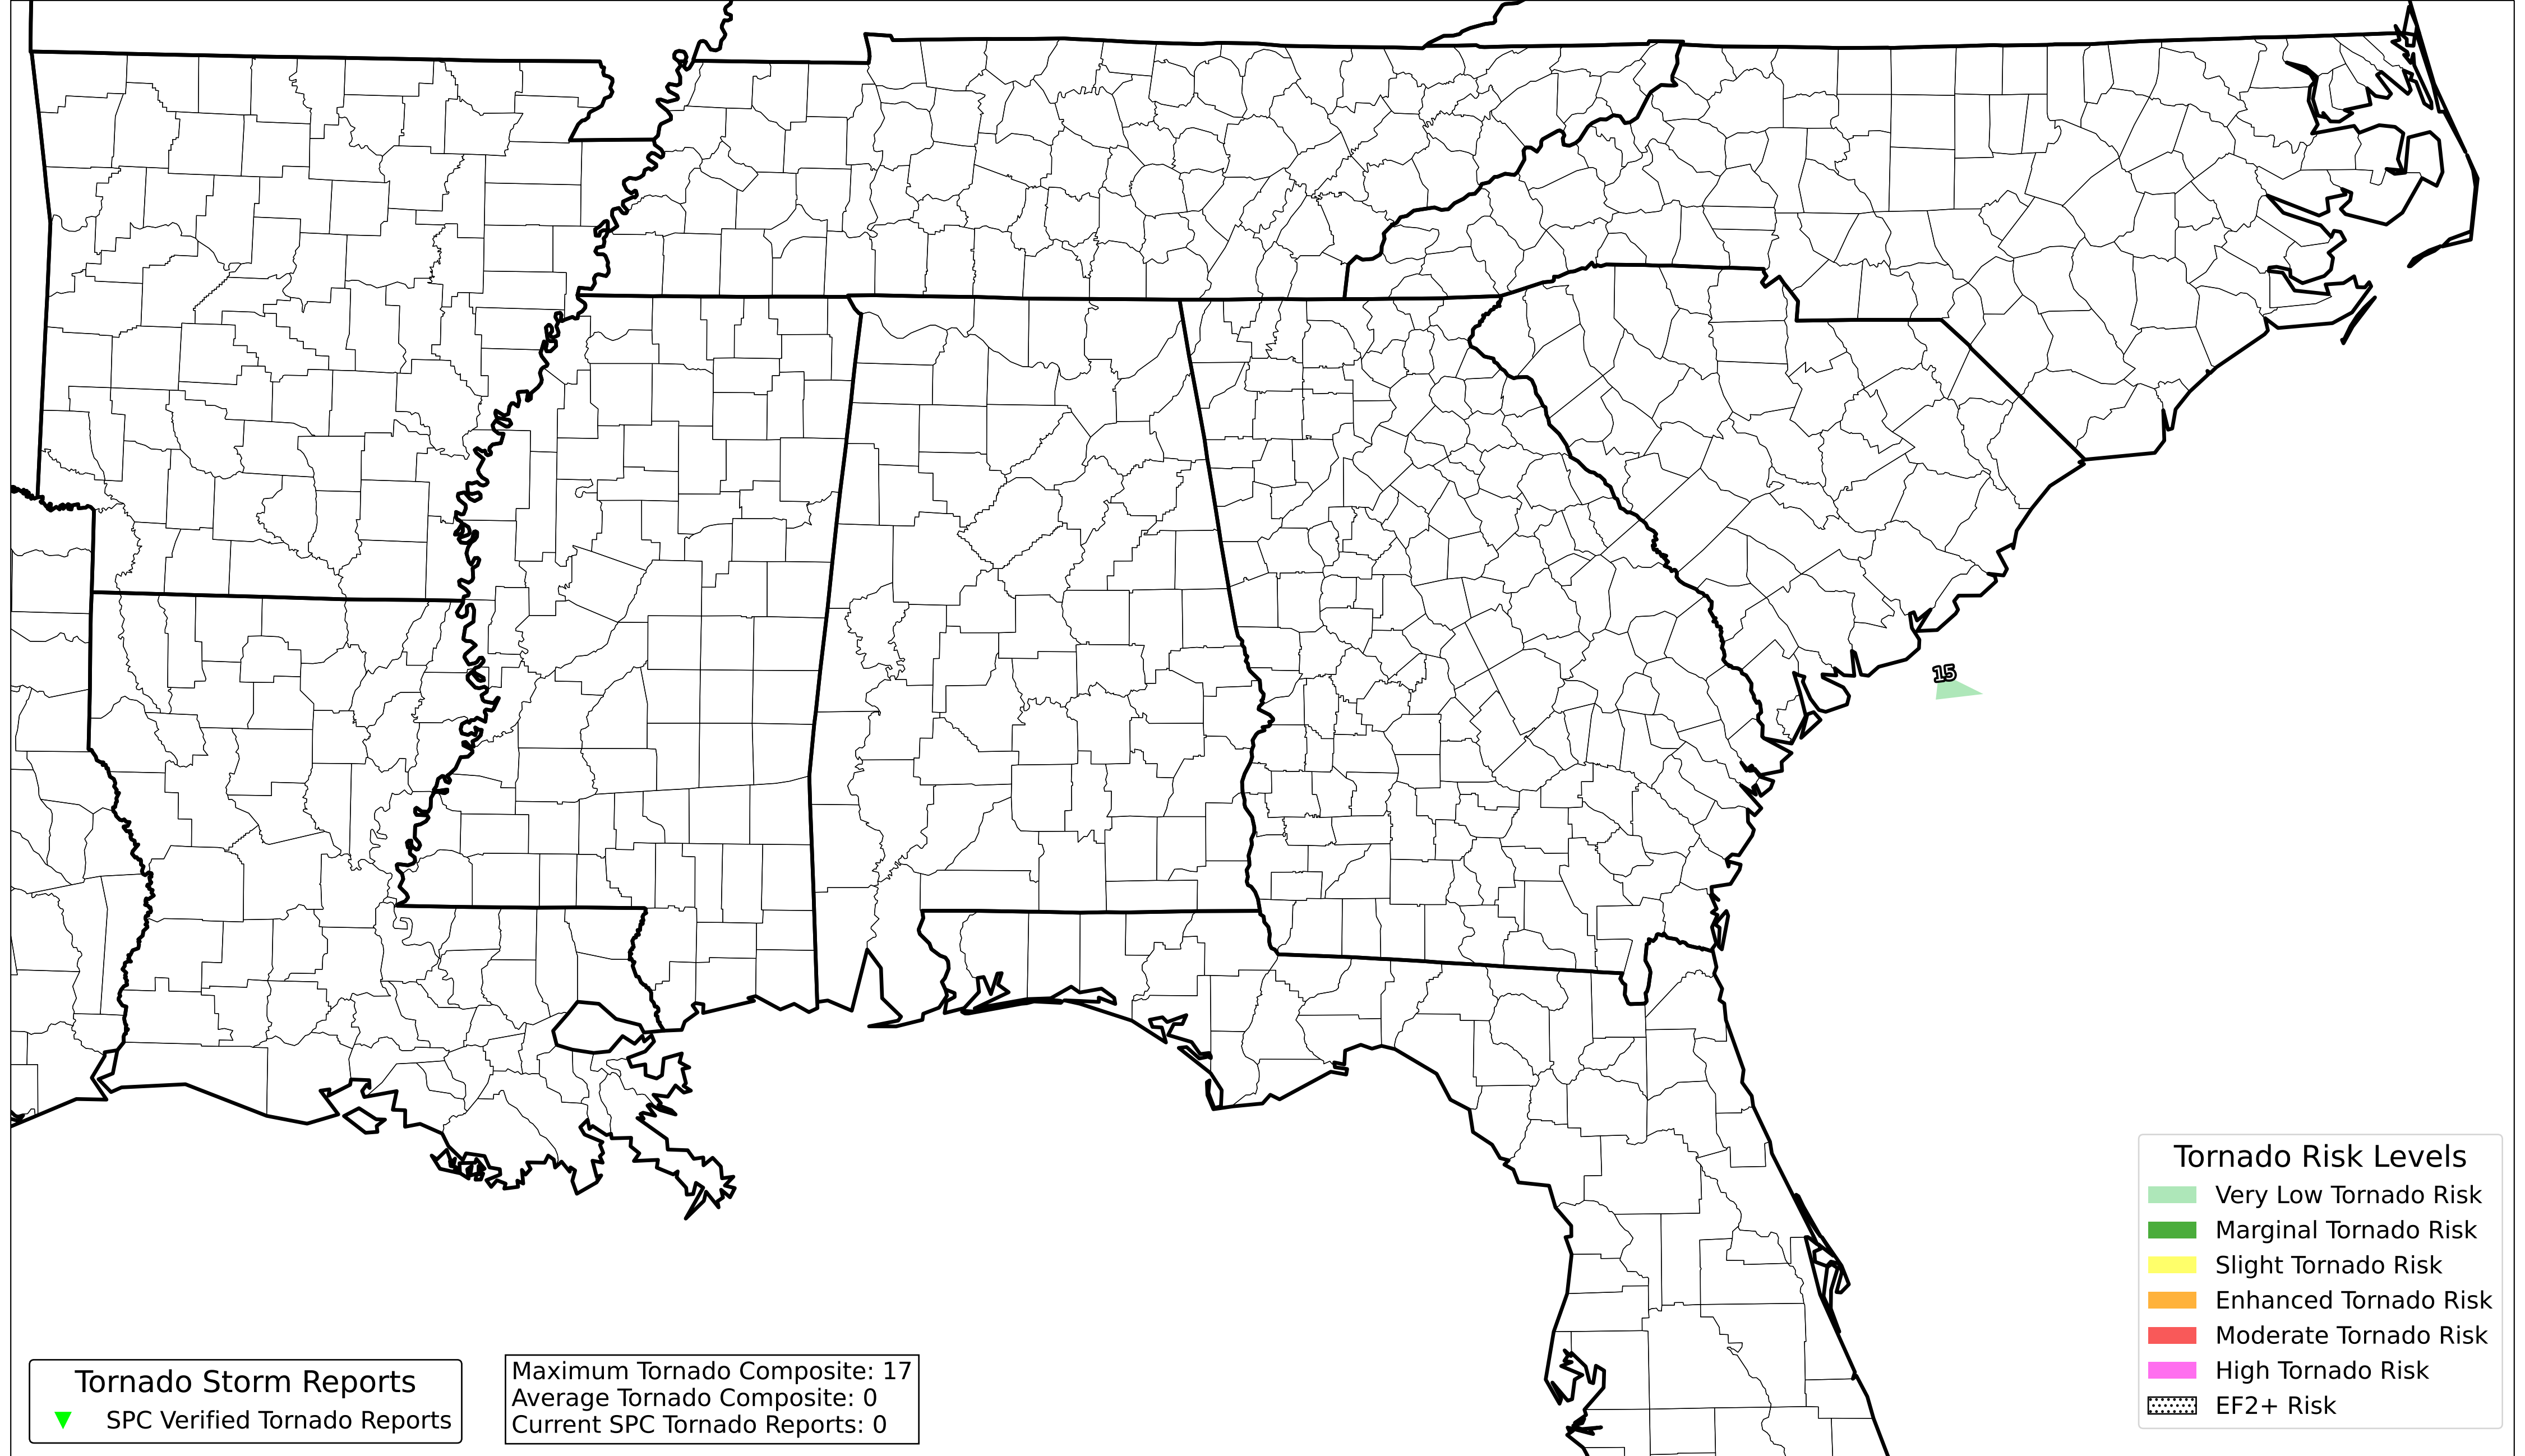 15
Tornado Risk Levels
Very Low Tornado Risk
Marginal Tornado Risk
Slight Tornado Risk
Enhanced Tornado Risk
Moderate Tornado Risk
High Tornado Risk
EF2+ Risk
Tornado Storm Reports
SPC Verified Tornado Reports
Maximum Tornado Composite: 17
Average Tornado Composite: 0
Current SPC Tornado Reports: 0